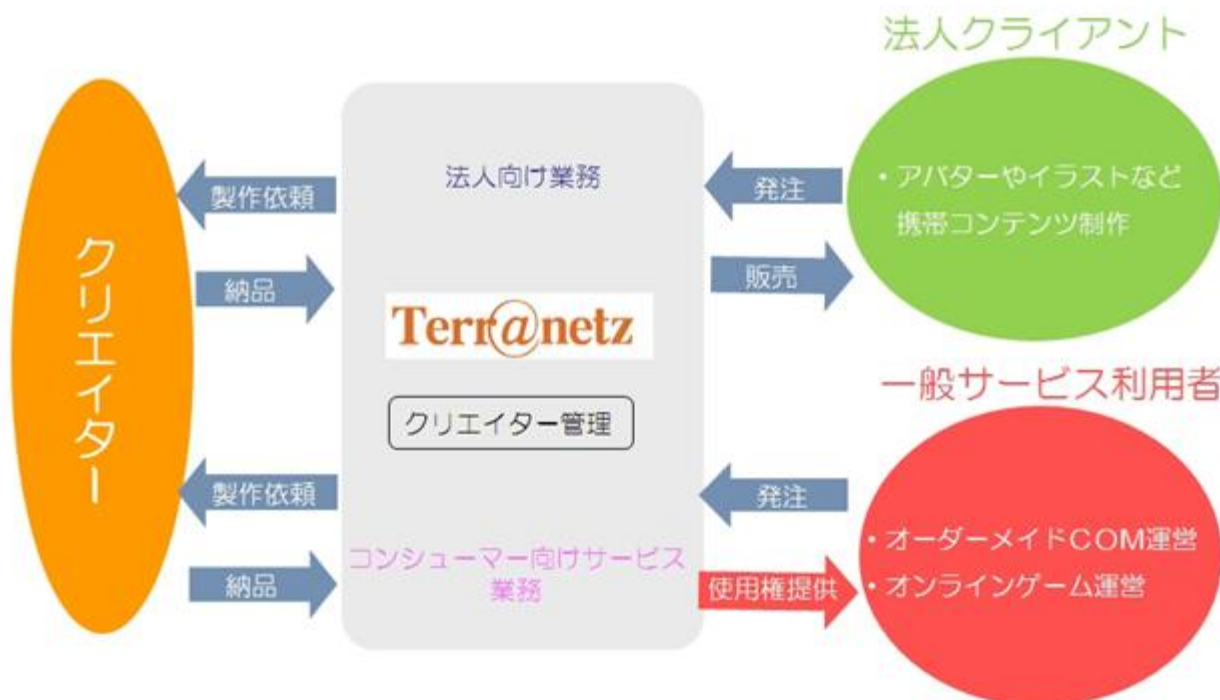 法人クライアント
法人向け業務
製作依頼
発注
・アバターやイラストなど
携帯コンテンツ制作
納品
販売
クリエイター
Terr@netz
クリエイター管理
一般サービス利用者
製作依頼
発注
・オーダーメイドCOM運営
・オンラインゲーム運営
コンシューマー向けサービス
業務
納品
使用権提供